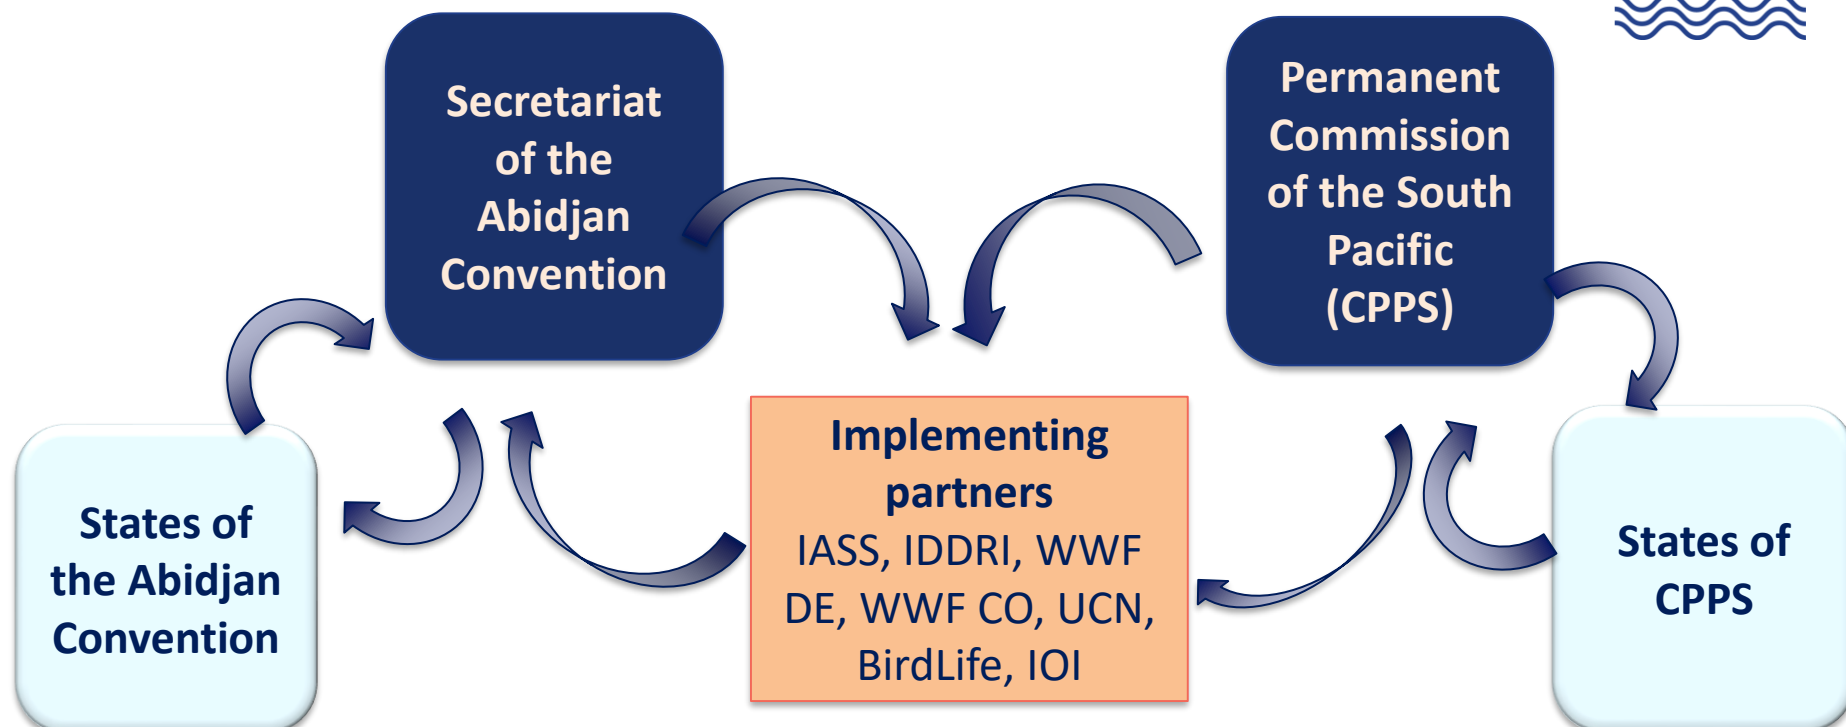 Secretariat
of the
Abidjan
Convention
Permanent
Commission
of the South
Pacific
(CPPS)
States of
the Abidjan
Convention
Implementing
partners
IASS, IDDRI, WWF
DE, WWF CO, UCN,
BirdLife, IOI
States of
CPPS